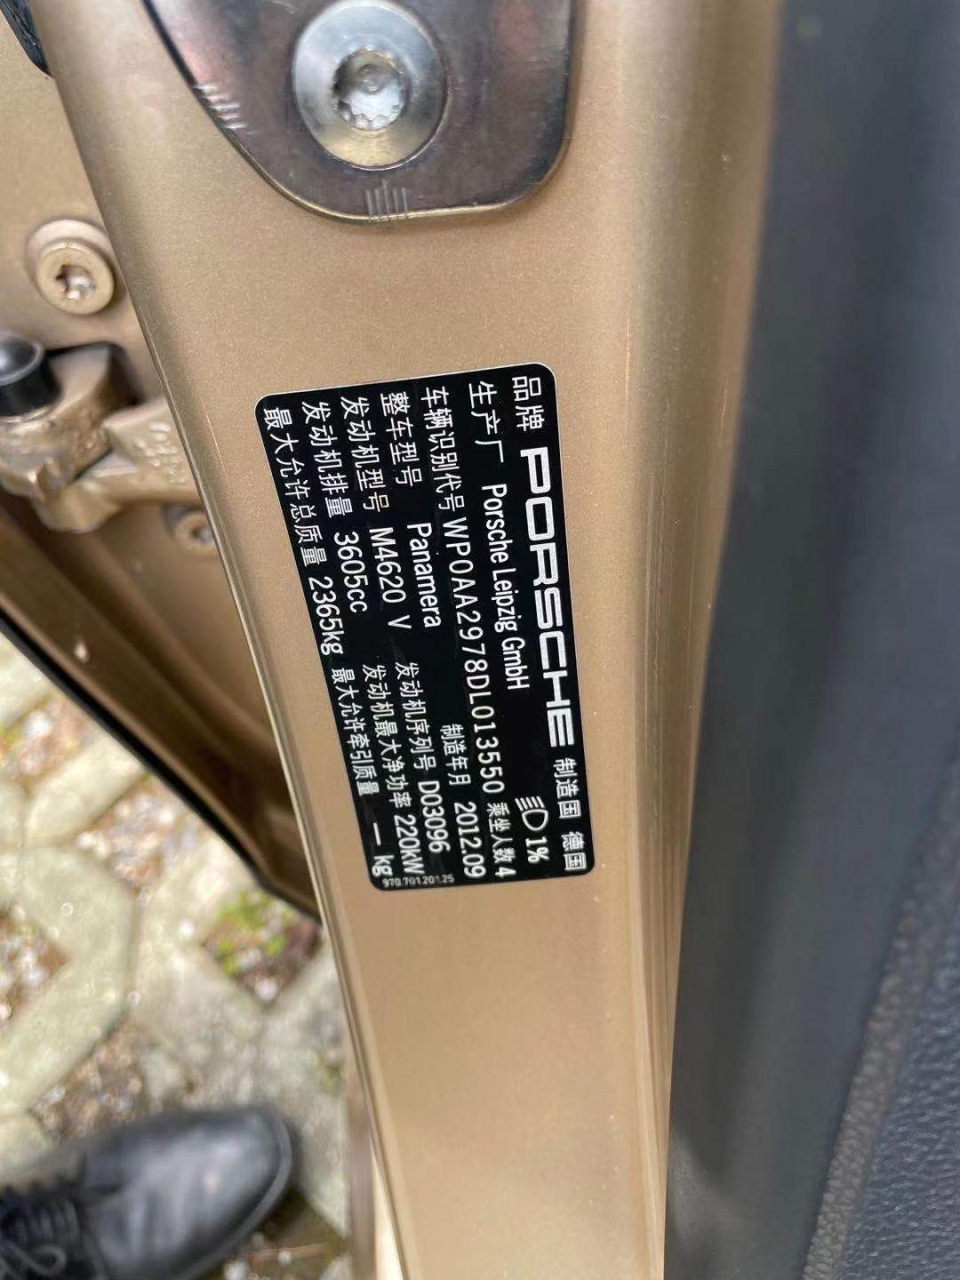 品牌 PORSCHE 制造国 德国
生产厂 Porsche Leipzig GmbH 1%
车辆识别代号 WP0AA2978DL013550 乘坐人数 4
整车型号 Panamera 制造年月 2012.09
发动机型号 M4620 V 发动机序列号 D03096
发动机排量 3605cc 发动机最大净功率 220kW
最大允许总质量 2365kg 最大允许牵引质量 — kg
970.701.201.25